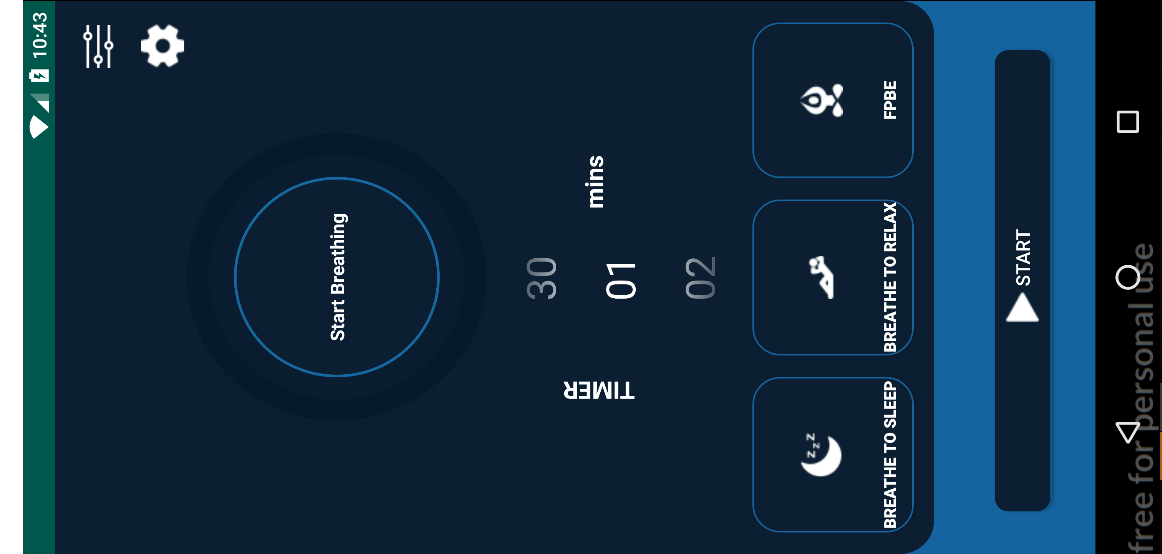 10:43
Start Breathing
30
TIMER
01
mins
02
BREATHE TO SLEEP
BREATHE TO RELAX
FPBE
START
free for personal use